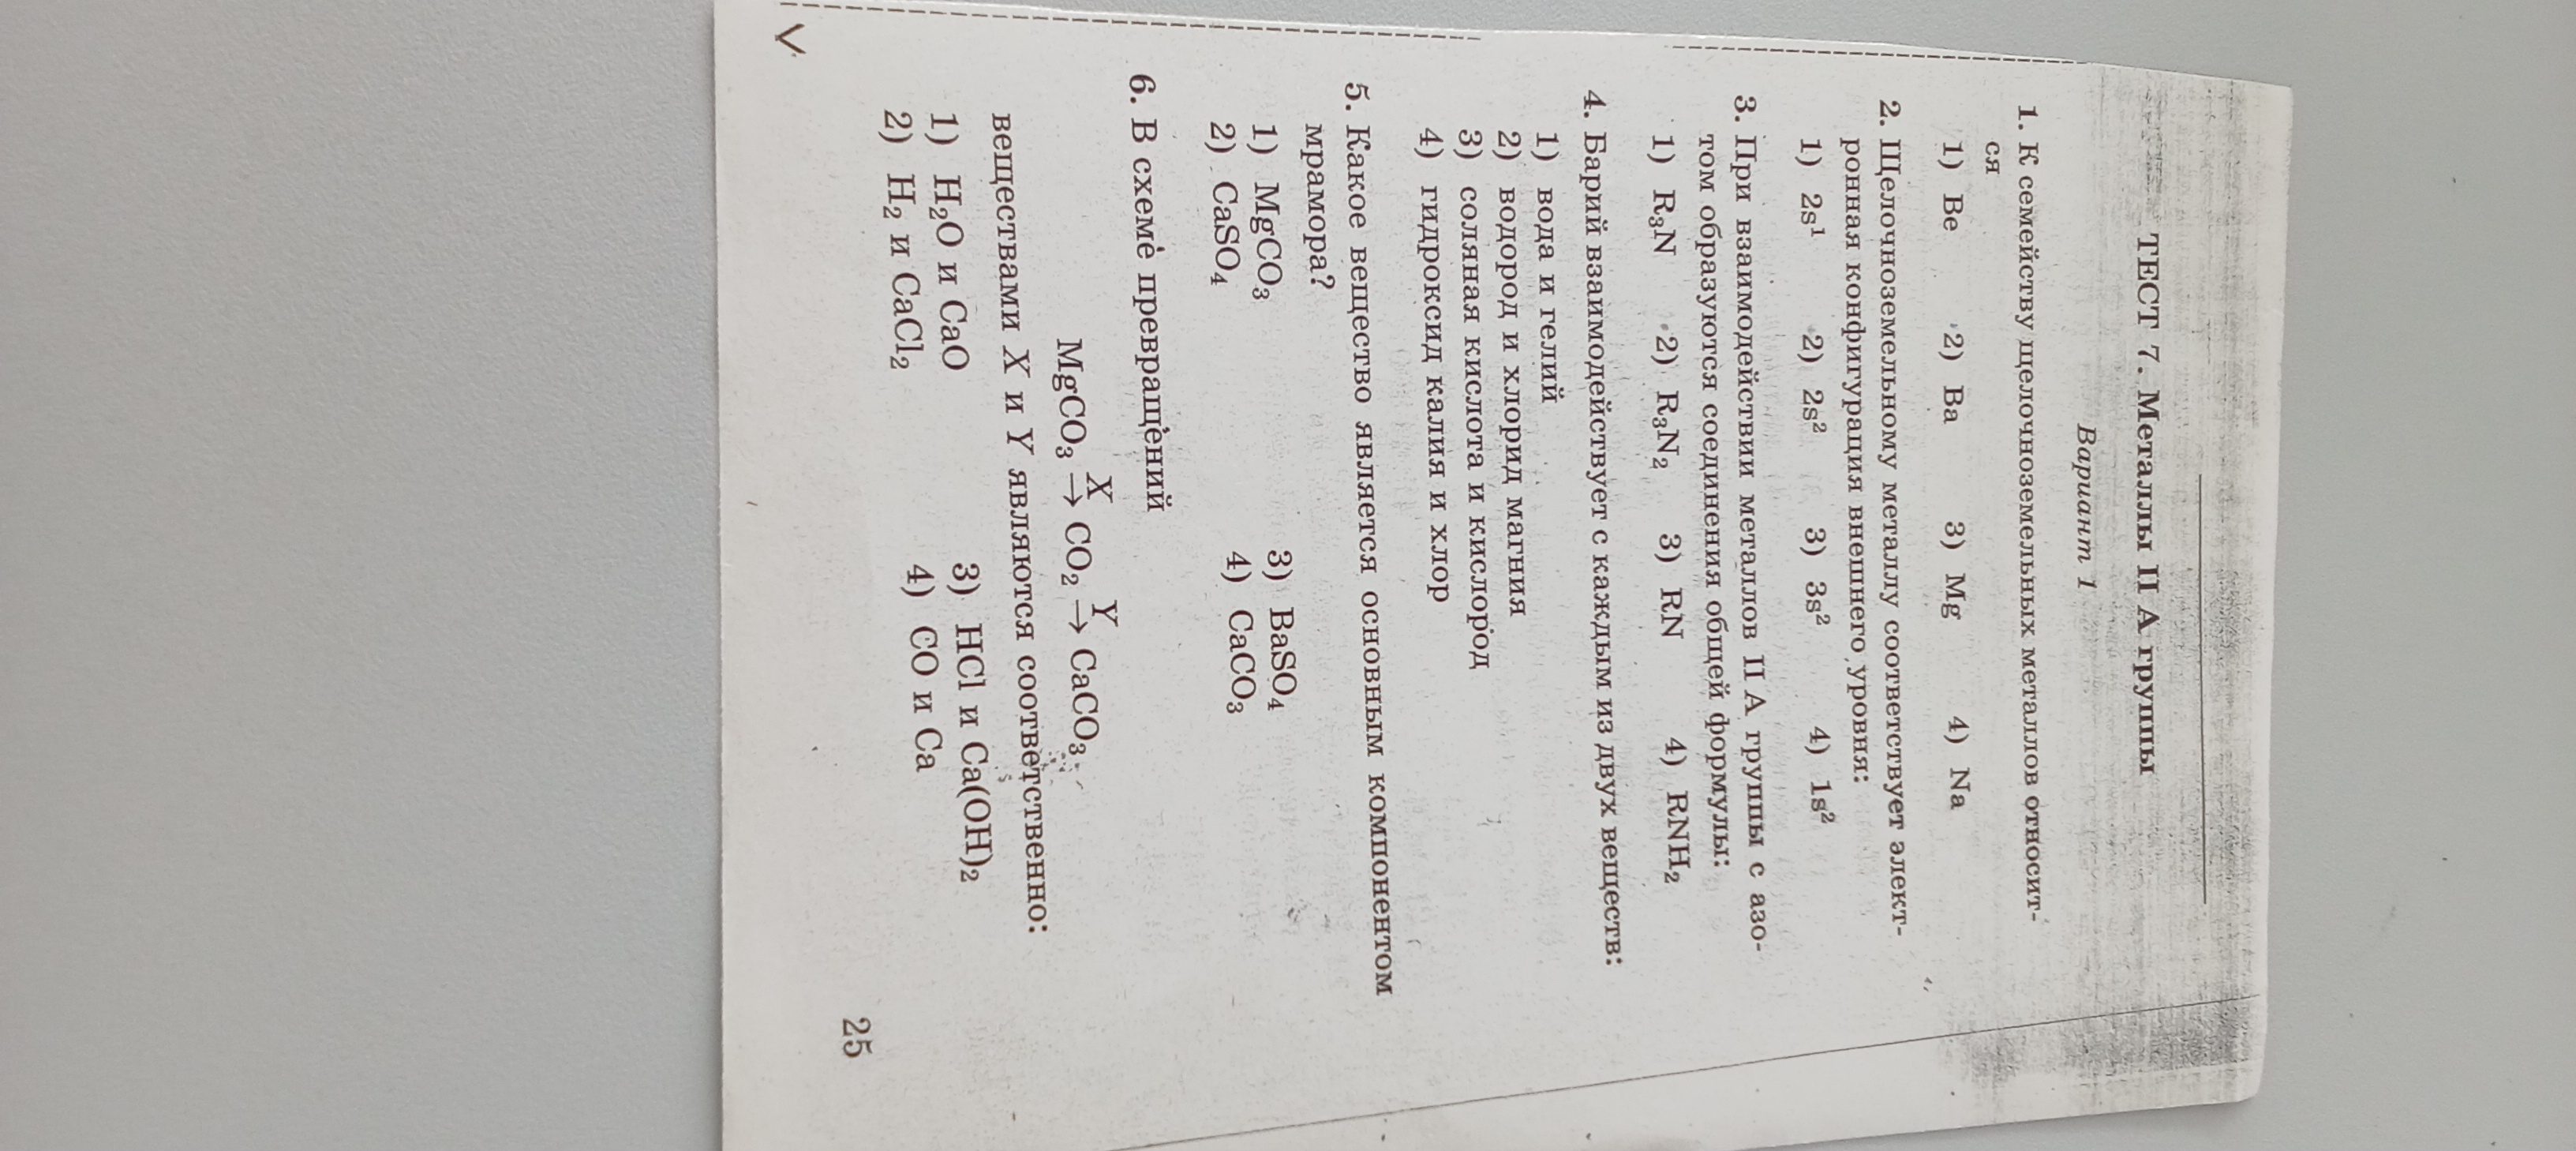 ТЕСТ 7. Металлы II А группы
Вариант 1
1. К семейству щелочноземельных металлов относит-
ся
1) Be 2) Ba 3) Mg 4) Na
2. Щелочноземельному металлу соответствует элект-
ронная конфигурация внешнего уровня:
1) 2s¹ 2) 2s² 3) 3s² 4) 1s²
3. При взаимодействии металлов II А группы с азо-
том образуются соединения общей формулы:
1) R₃N 2) R₃N₂ 3) RN 4) RNH₂
4. Барий взаимодействует с каждым из двух веществ:
1) вода и гелий
2) водород и хлорид магния
3) соляная кислота и кислород
4) гидроксид калия и хлор
5. Какое вещество является основным компонентом
мрамора?
1) MgCO₃ 3) BaSO₄
2) CaSO₄ 4) CaCO₃
6. В схеме превращений
X Y
MgCO₃ → CO₂ → CaCO₃
веществами X и Y являются соответственно:
1) H₂O и CaO 3) HCl и Ca(OH)₂
2) H₂ и CaCl₂ 4) CO и Ca
25